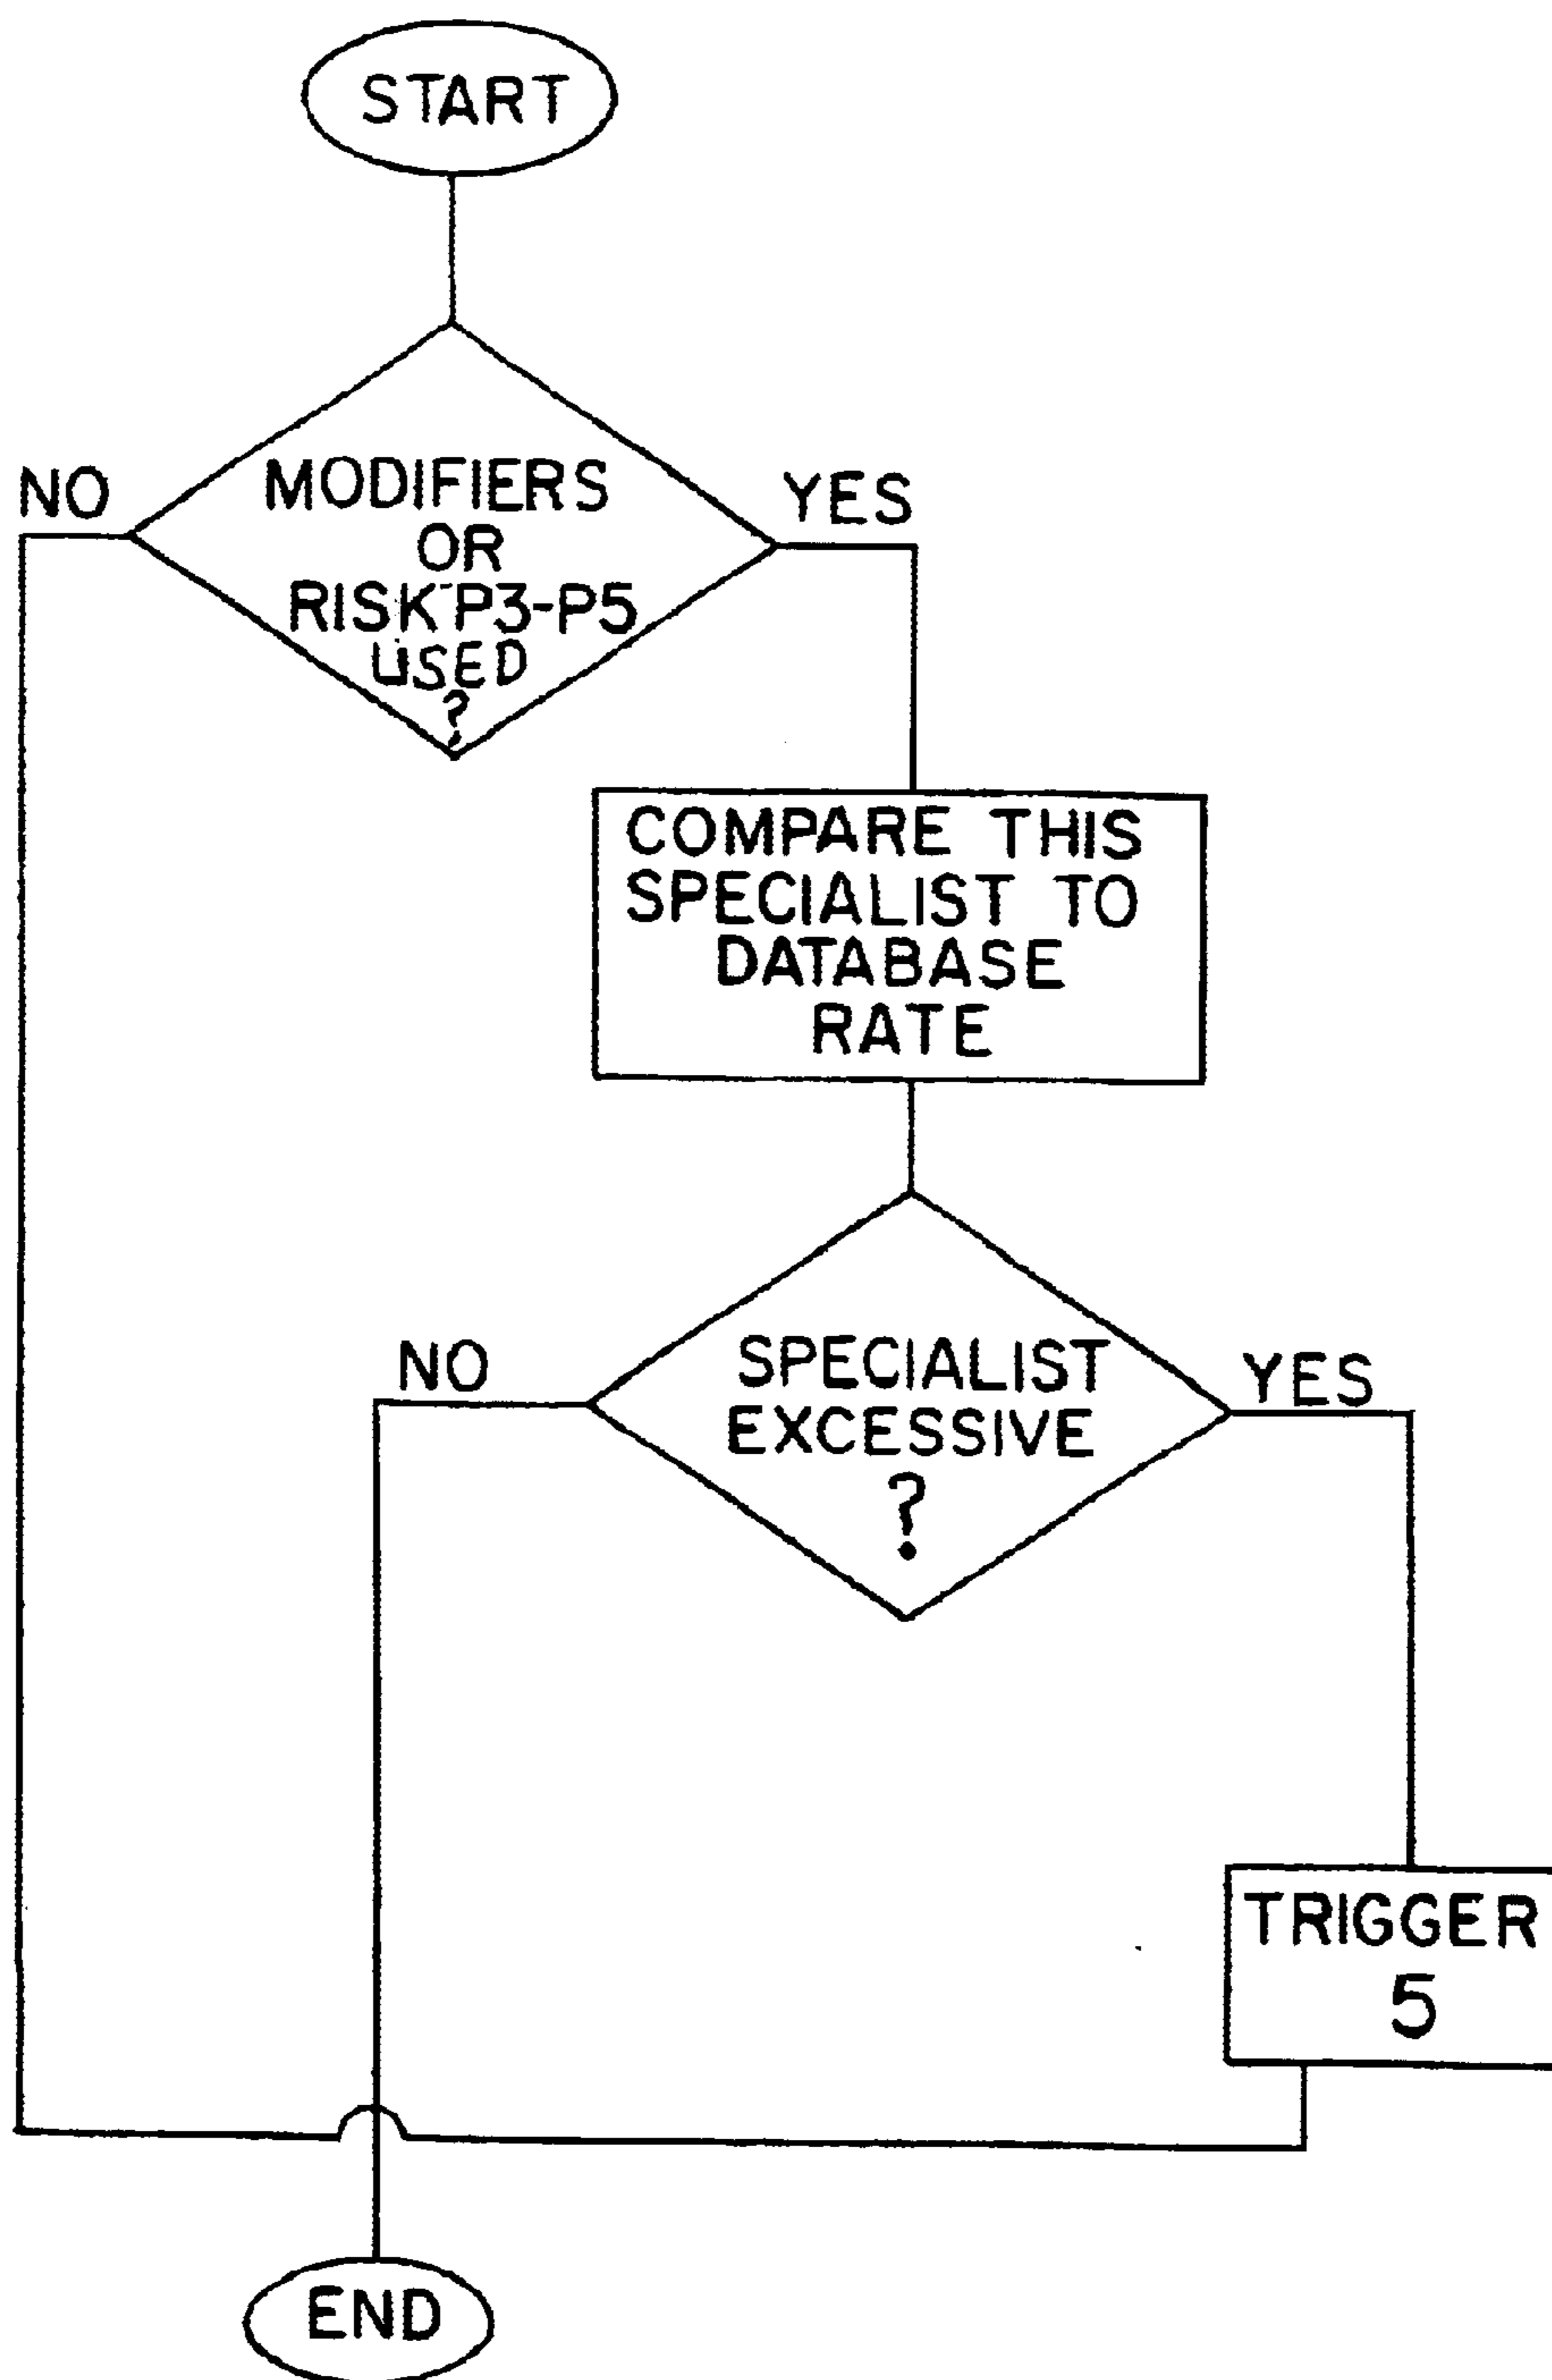 START
NO
YES
MODIFIERS
OR
RISK P3-P5
USED
?
COMPARE THIS
SPECIALIST TO
DATABASE
RATE
NO
YES
SPECIALIST
EXCESSIVE
?
TRIGGER
5
END